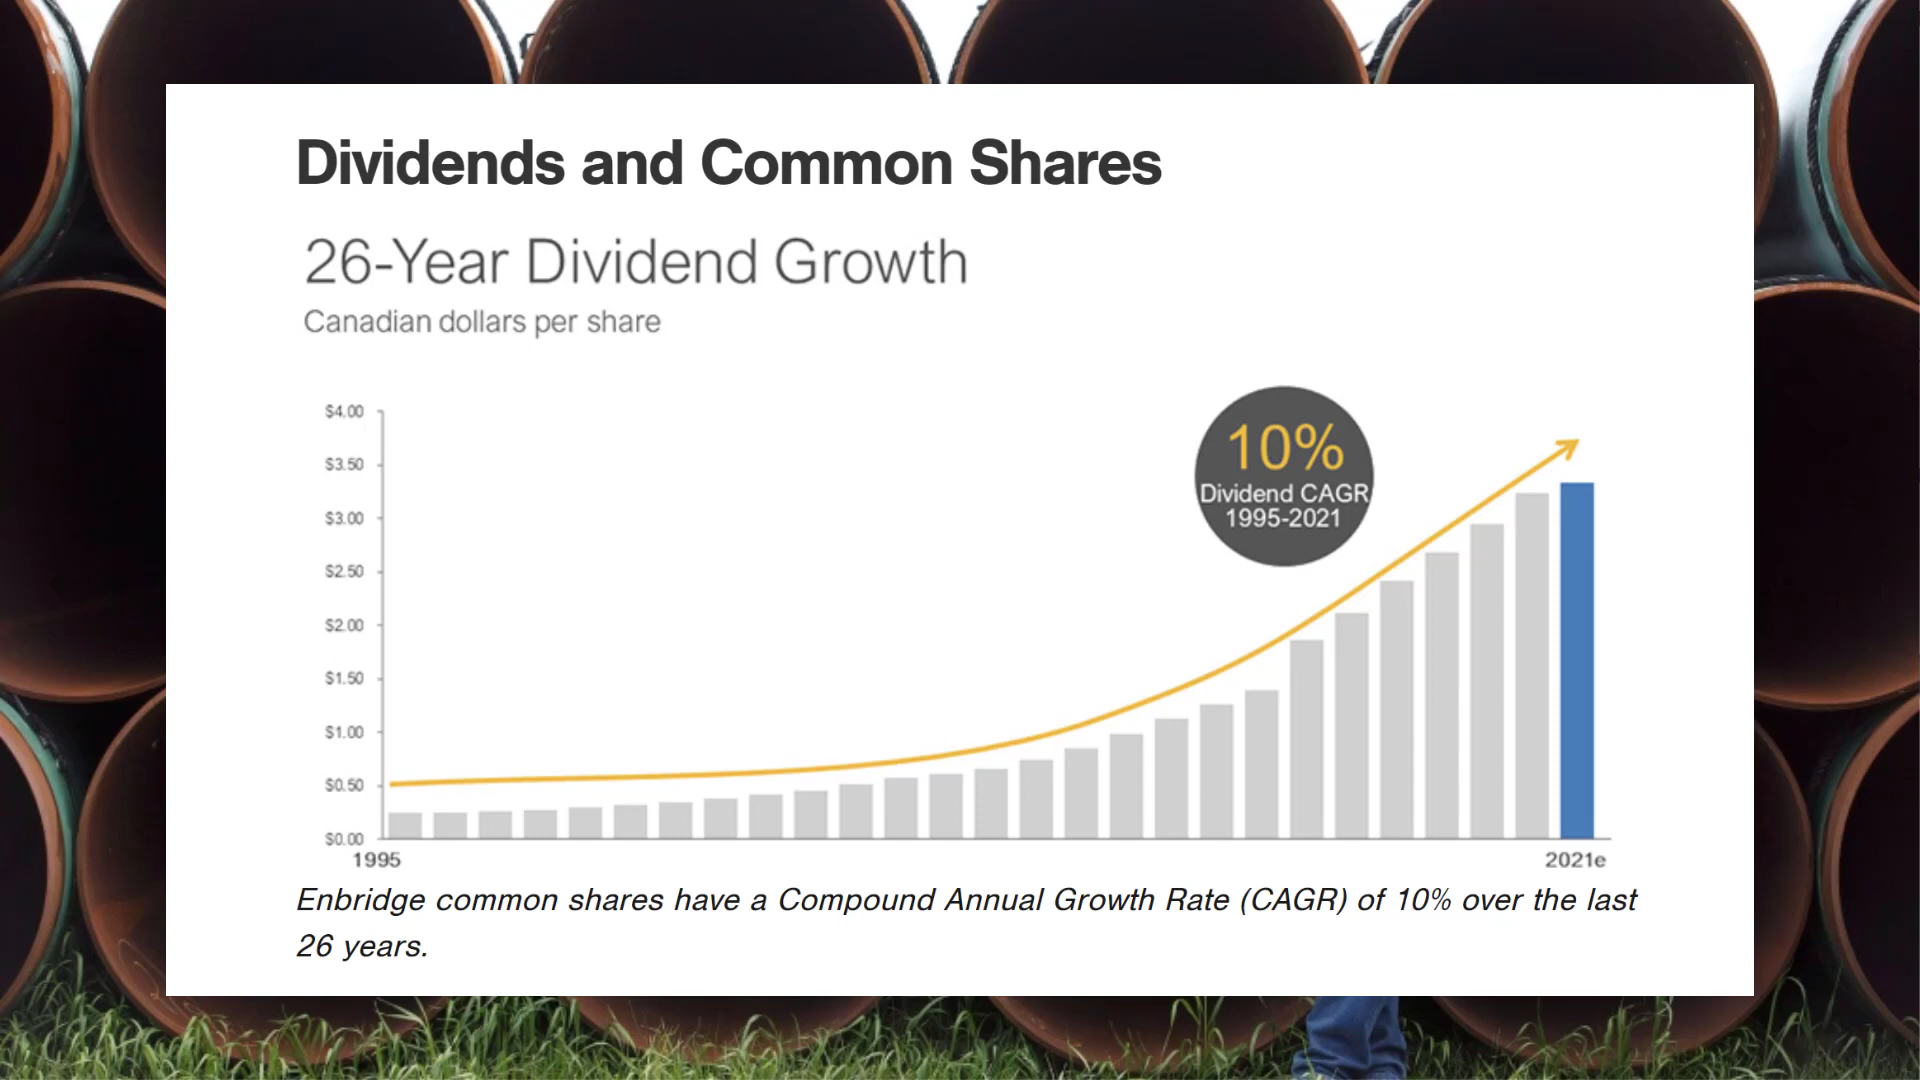 Dividends and Common Shares
26-Year Dividend Growth
Canadian dollars per share
$4.00
$3.50
$3.00
$2.50
$2.00
$1.50
$1.00
$0.50
$0.00
10%
Dividend CAGR
1995-2021
1995
2021e
Enbridge common shares have a Compound Annual Growth Rate (CAGR) of 10% over the last
26 years.